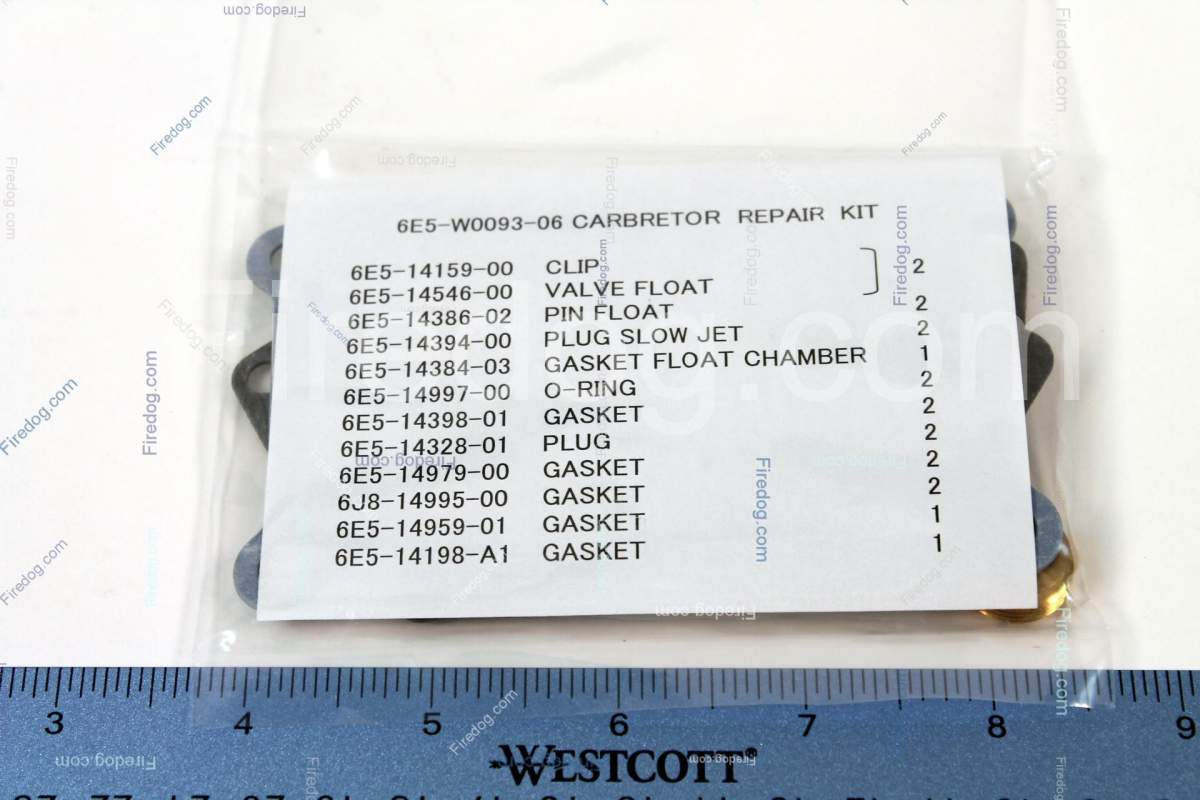 6E5-W0093-06 CARBRETOR REPAIR KIT
6E5-14159-00 CLIP 2
6E5-14546-00 VALVE FLOAT
6E5-14386-02 PIN FLOAT 2
6E5-14394-00 PLUG SLOW JET 2
6E5-14384-03 GASKET FLOAT CHAMBER 1
6E5-14997-00 O-RING 2
6E5-14398-01 GASKET 2
6E5-14328-01 PLUG 2
6E5-14979-00 GASKET 2
6J8-14995-00 GASKET 2
6E5-14959-01 GASKET 1
6E5-14198-A1 GASKET 1
3 4 5 6 7 8 9
WESTCOTT®
Firedog.com